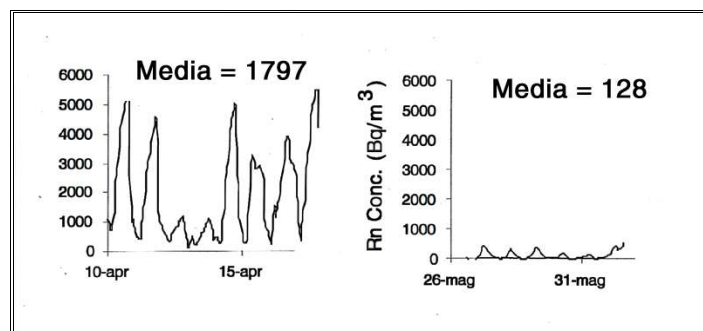 Media = 1797
6000
5000
4000
3000
2000
1000
0
10-apr 15-apr
Media = 128
Rn Conc. (Bq/m³)
6000
5000
4000
3000
2000
1000
0
26-mag 31-mag